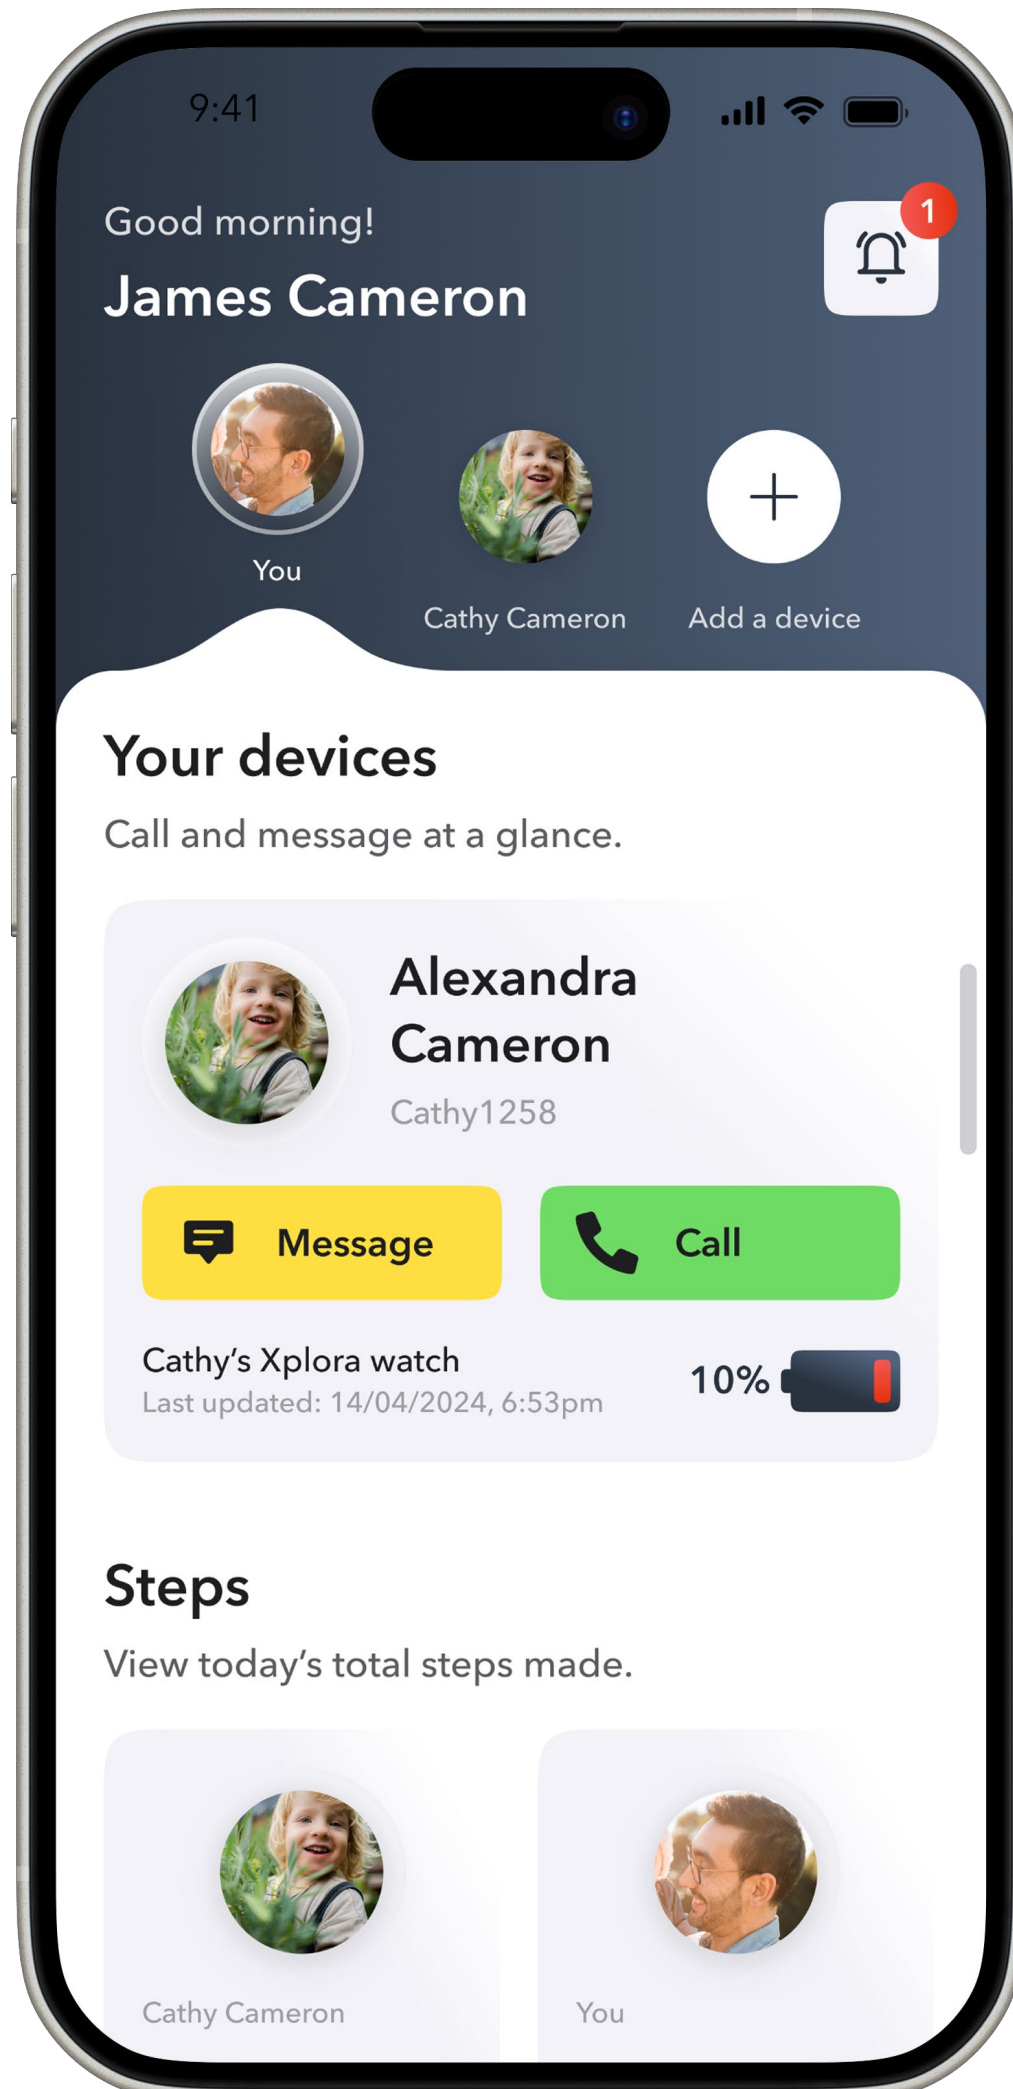 9:41
1
Good morning!
James Cameron
You
Cathy Cameron
Add a device
Your devices
Call and message at a glance.
Alexandra
Cameron
Cathy1258
Message
Call
Cathy’s Xplora watch
10%
Last updated: 14/04/2024, 6:53pm
Steps
View today’s total steps made.
Cathy Cameron
You